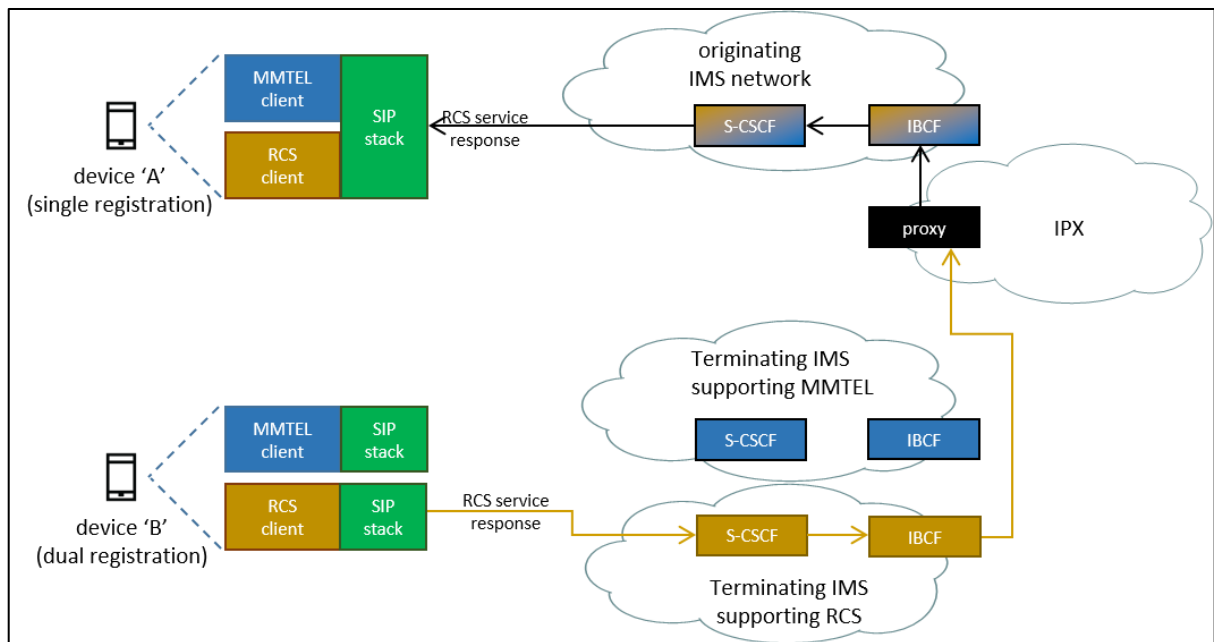 originating
IMS network
MMTEL
client
SIP
stack
RCS
client
RCS service
response
S-CSCF
IBCF
device ‘A’
(single registration)
proxy
IPX
Terminating IMS
supporting MMTEL
S-CSCF
IBCF
MMTEL
client
SIP
stack
RCS
client
SIP
stack
device ‘B’
(dual registration)
RCS service
response
S-CSCF
IBCF
Terminating IMS
supporting RCS